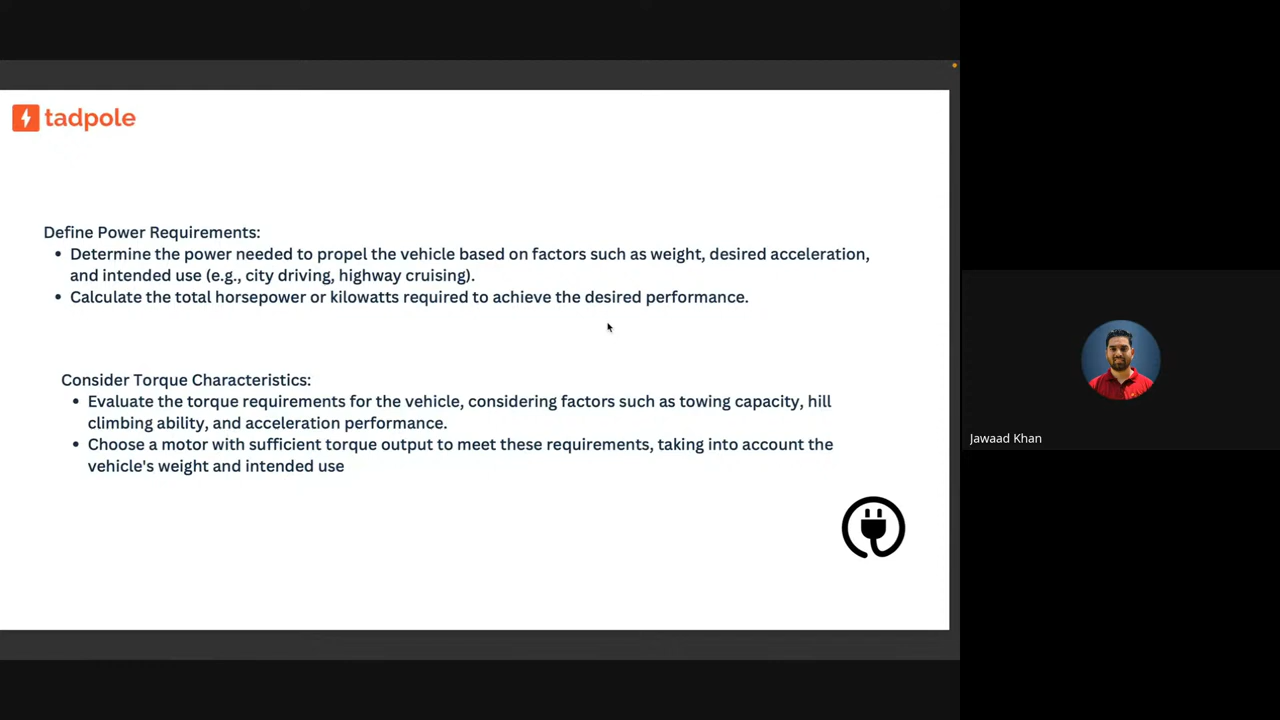 tadpole
Define Power Requirements:
• Determine the power needed to propel the vehicle based on factors such as weight, desired acceleration,
and intended use (e.g., city driving, highway cruising).
• Calculate the total horsepower or kilowatts required to achieve the desired performance.
Consider Torque Characteristics:
• Evaluate the torque requirements for the vehicle, considering factors such as towing capacity, hill
climbing ability, and acceleration performance.
• Choose a motor with sufficient torque output to meet these requirements, taking into account the
vehicle's weight and intended use
Jawaad Khan